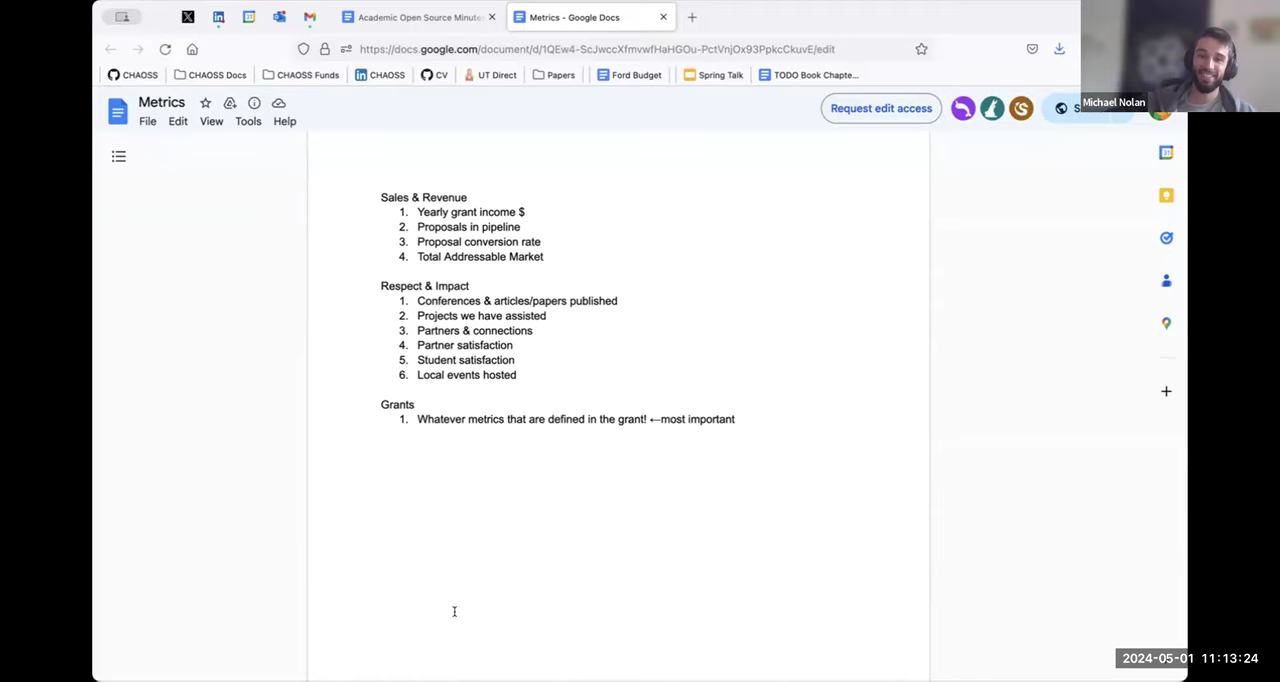 Academic Open Source Minute
Metrics - Google Docs
https://docs.google.com/document/d/1QEw4-ScJwccXfmvwfHaHGOu-PctVnjOx93PpkcCkuvE/edit
CHAOSS
CHAOSS Docs
CHAOSS Funds
CHAOSS
CV
UT Direct
Papers
Ford Budget
Spring Talk
TODO Book Chapte...
Michael Nolan
Metrics
Request edit access
S
File Edit View Tools Help
Sales & Revenue
1. Yearly grant income $
2. Proposals in pipeline
3. Proposal conversion rate
4. Total Addressable Market
Respect & Impact
1. Conferences & articles/papers published
2. Projects we have assisted
3. Partners & connections
4. Partner satisfaction
5. Student satisfaction
6. Local events hosted
Grants
1. Whatever metrics that are defined in the grant! ←most important
2024-05-01 11:13:24